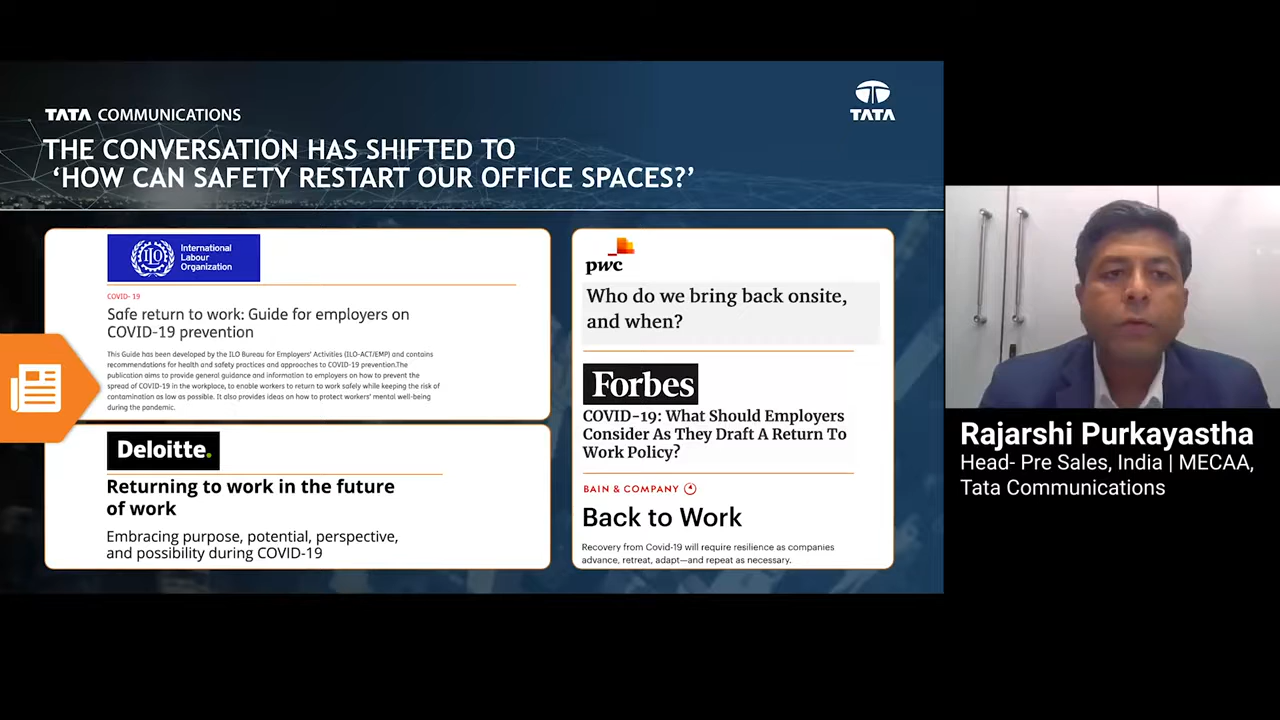 TATA COMMUNICATIONS
TATA
THE CONVERSATION HAS SHIFTED TO
‘HOW CAN SAFETY RESTART OUR OFFICE SPACES?’
International
Labour
Organization
COVID- 19
Safe return to work: Guide for employers on
COVID-19 prevention
This Guide has been developed by the ILO Bureau for Employers' Activities (ILO-ACT/EMP) and contains
recommendations for health and safety practices and approaches to COVID-19 prevention.The
publication aims to provide general guidance and information to employers on how to prevent the
spread of COVID-19 in the workplace, to enable workers to return to work safely while keeping the risk of
contamination as low as possible. It also provides ideas on how to protect workers' mental well-being
during the pandemic.
Deloitte.
Returning to work in the future
of work
Embracing purpose, potential, perspective,
and possibility during COVID-19
pwc
Who do we bring back onsite,
and when?
Forbes
COVID-19: What Should Employers
Consider As They Draft A Return To
Work Policy?
BAIN & COMPANY
Back to Work
Recovery from Covid-19 will require resilience as companies
advance, retreat, adapt—and repeat as necessary.
Rajarshi Purkayastha
Head- Pre Sales, India | MECAA,
Tata Communications